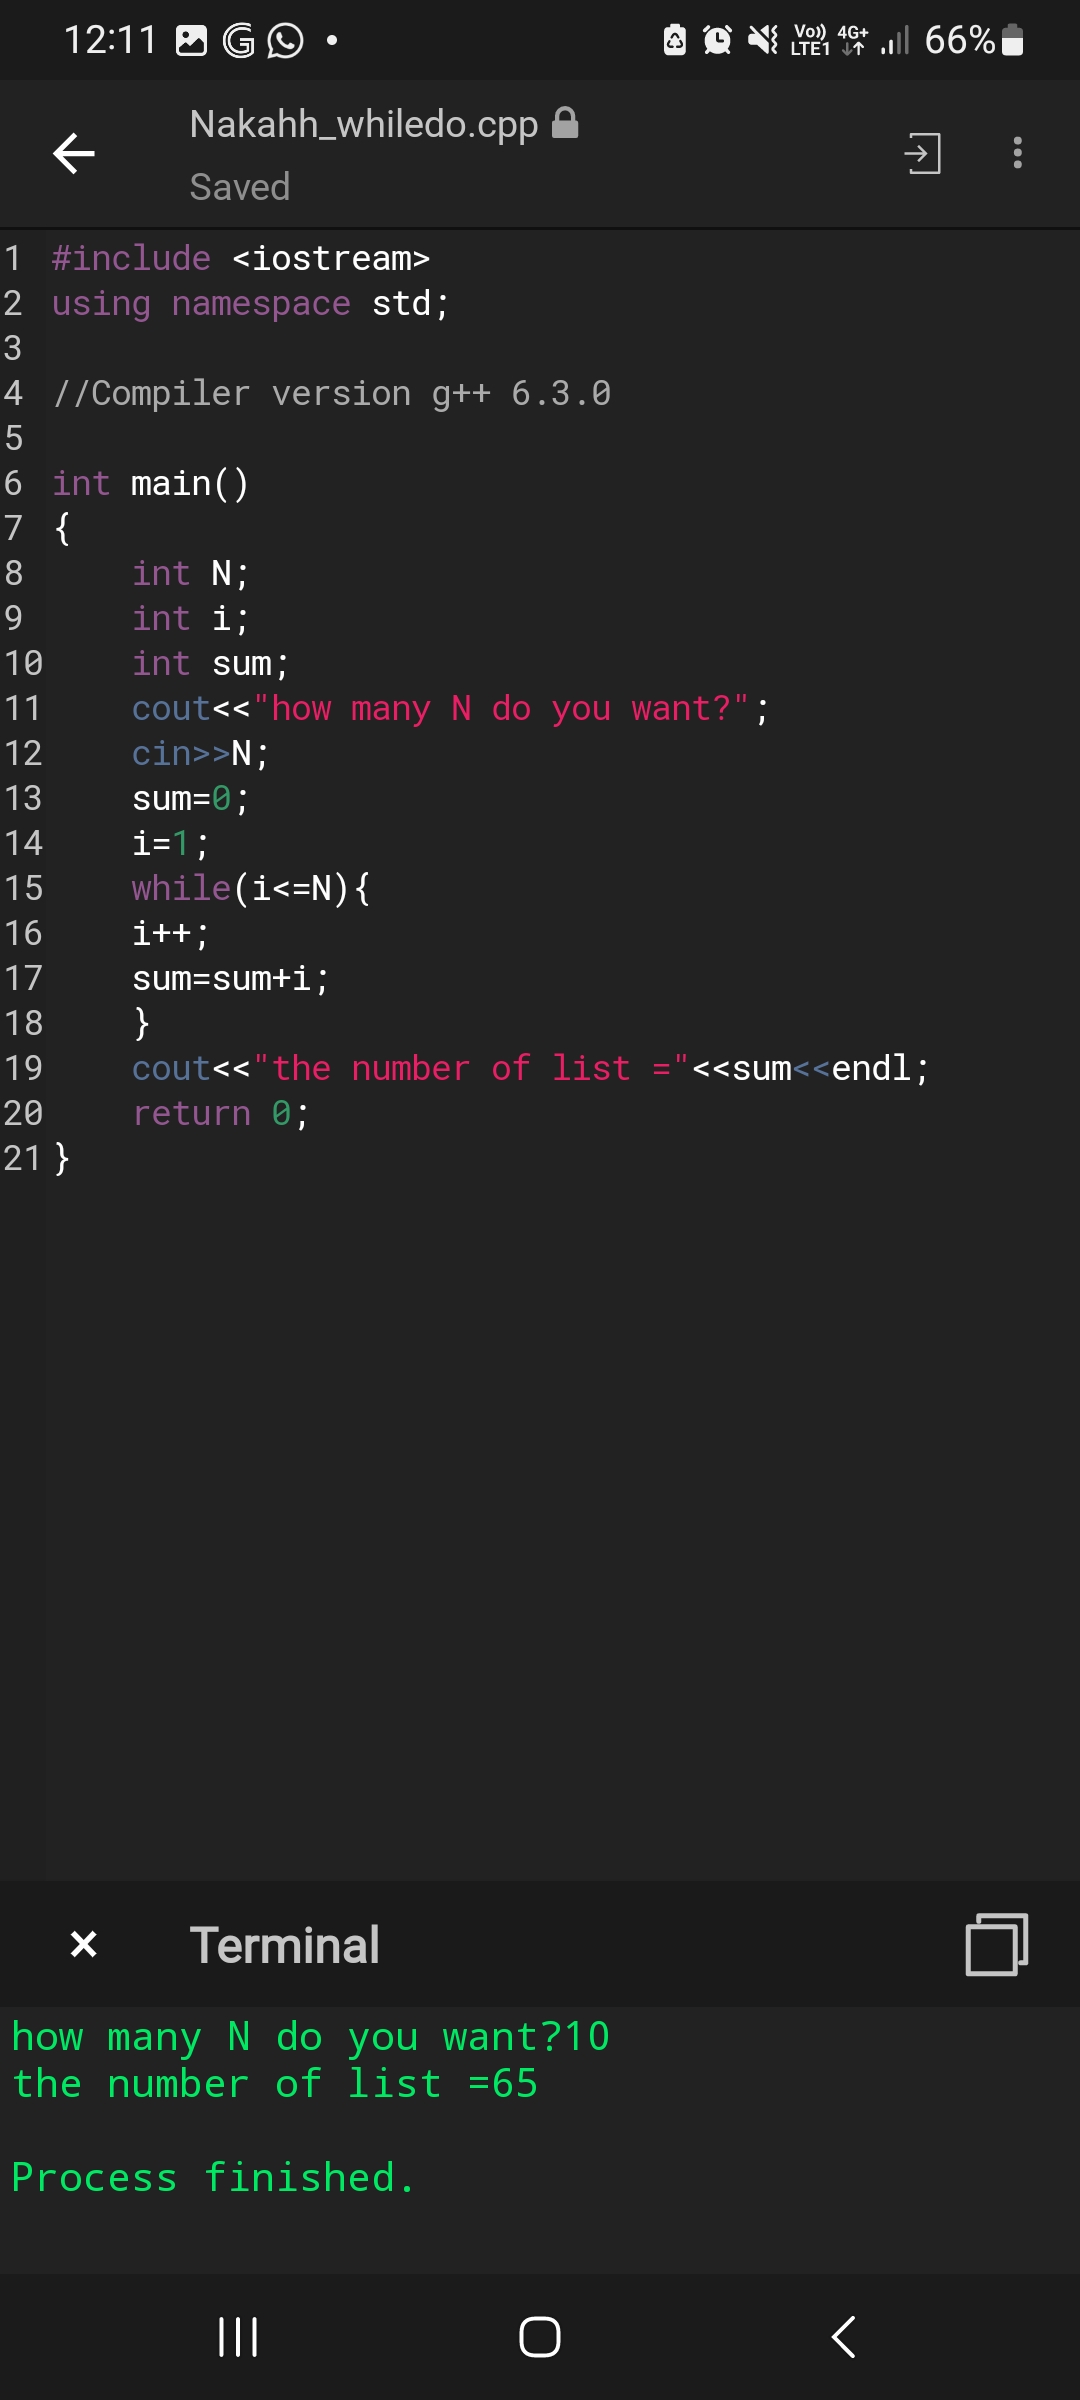 12:11 Vo)) LTE1 4G+ 66%
Nakahh_whiledo.cpp
Saved
1 #include <iostream>
2 using namespace std;
3
4 //Compiler version g++ 6.3.0
5
6 int main()
7 {
8     int N;
9     int i;
10     int sum;
11     cout<<"how many N do you want?";
12     cin>>N;
13     sum=0;
14     i=1;
15     while(i<=N){
16     i++;
17     sum=sum+i;
18     }
19     cout<<"the number of list ="<<sum<<endl;
20     return 0;
21 }
Terminal
how many N do you want?10
the number of list =65
Process finished.